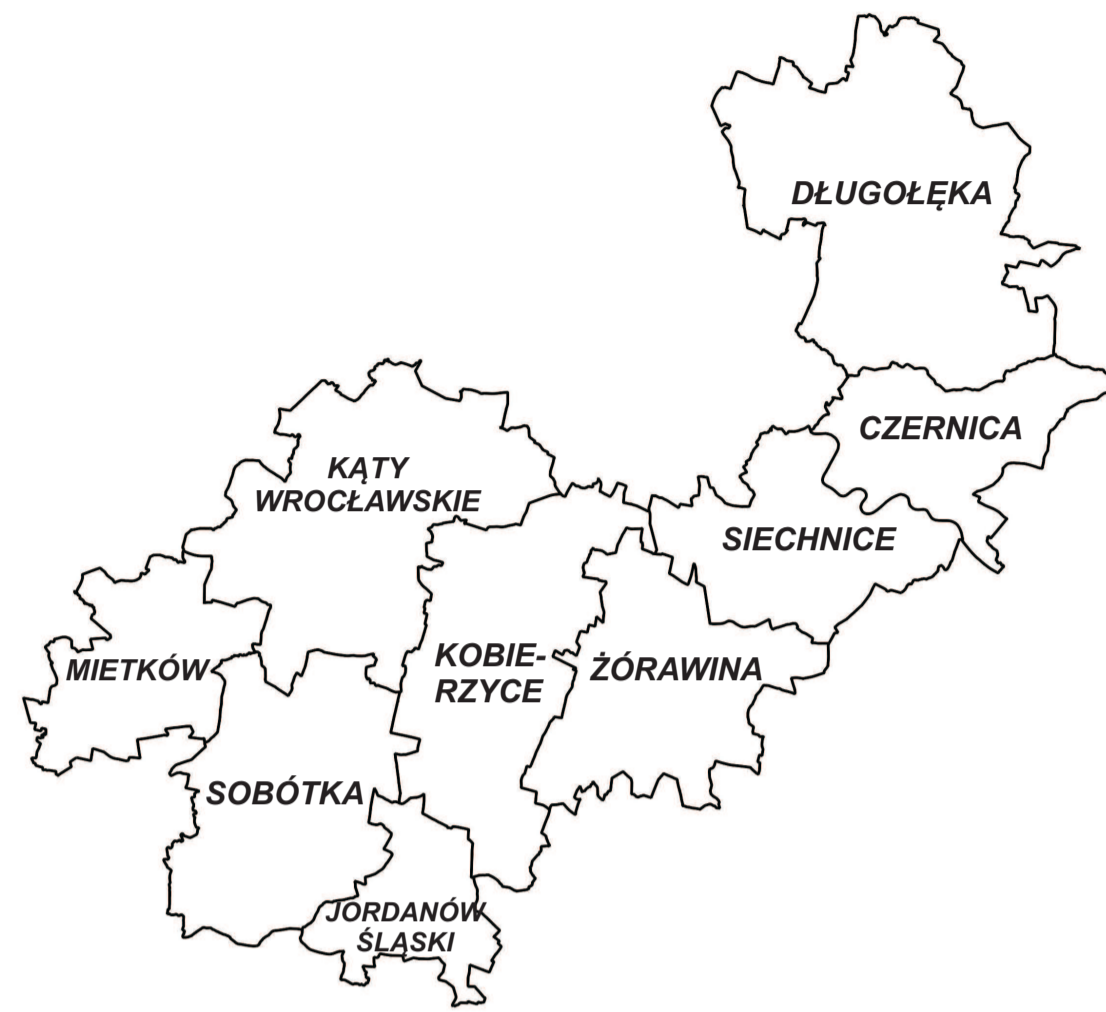 DŁUGOŁĘKA
CZERNICA
KĄTY
WROCŁAWSKIE
SIECHNICE
KOBIE-
RZYCE
ŻÓRAWINA
MIETKÓW
SOBÓTKA
JORDANÓW
ŚLĄSKI